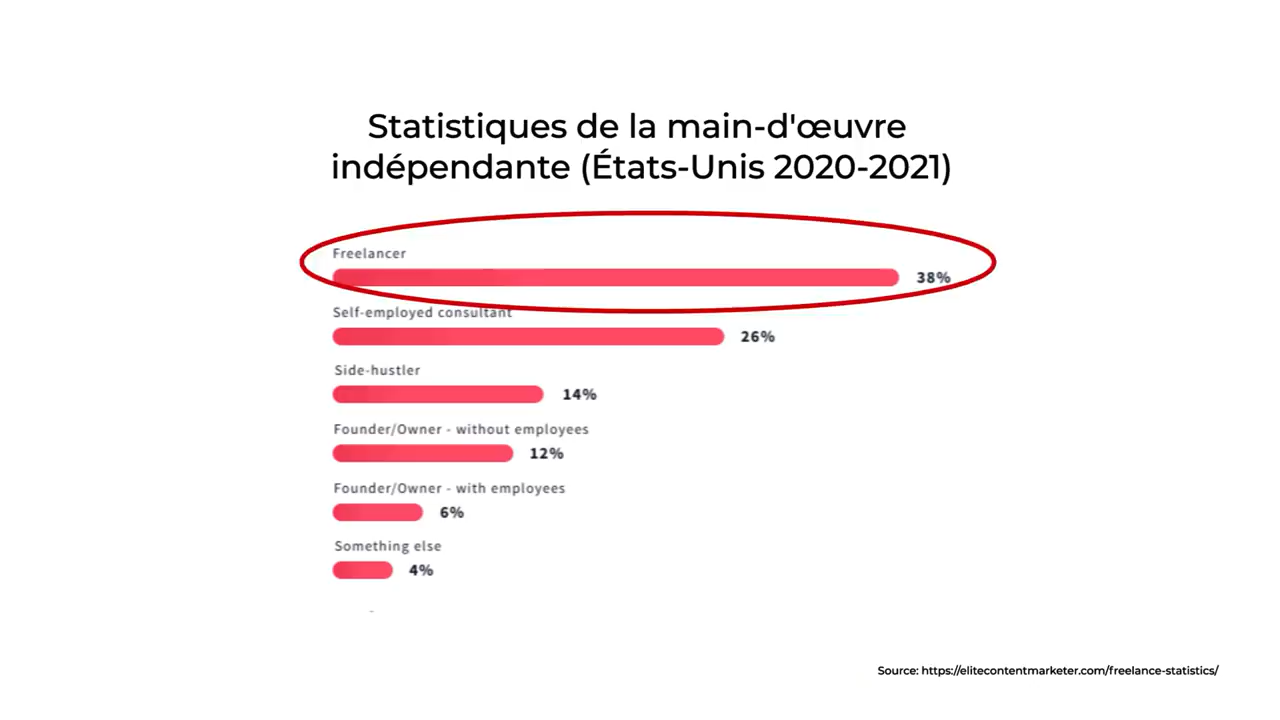 Statistiques de la main-d'œuvre
indépendante (États-Unis 2020-2021)
Freelancer
38%
Self-employed consultant
26%
Side-hustler
14%
Founder/Owner - without employees
12%
Founder/Owner - with employees
6%
Something else
4%
Source: https://elitecontentmarketer.com/freelance-statistics/